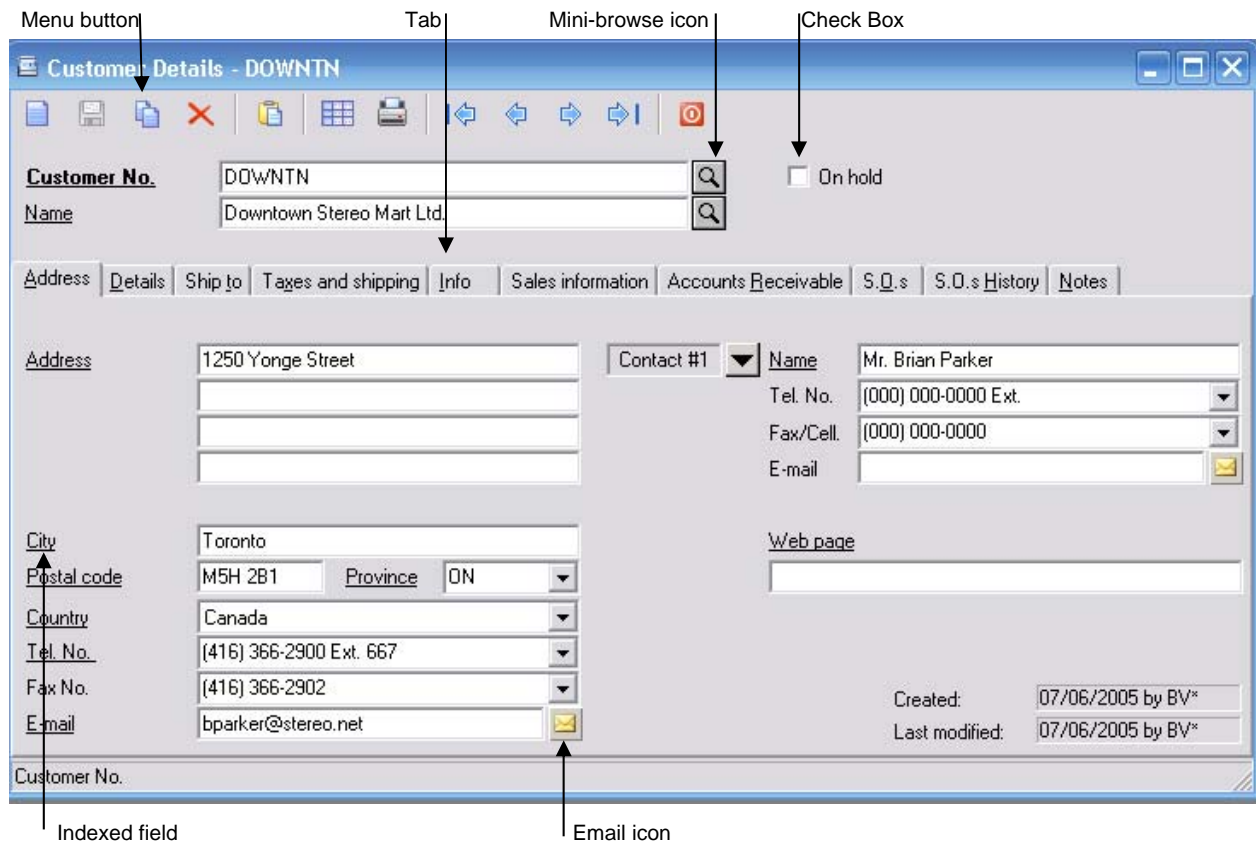 Menu button Tab Mini-browse icon Check Box
Customer Details - DOWNTN
Customer No. DOWNTN On hold
Name Downtown Stereo Mart Ltd.
Address Details Ship to Taxes and shipping Info Sales information Accounts Receivable S.O.s S.O.s History Notes
Address 1250 Yonge Street Contact #1 Name Mr. Brian Parker
Tel. No. (000) 000-0000 Ext.
Fax/Cell. (000) 000-0000
E-mail
City Toronto Web page
Postal code M5H 2B1 Province ON
Country Canada
Tel. No. (416) 366-2900 Ext. 667
Fax No. (416) 366-2902 Created: 07/06/2005 by BV*
E-mail bparker@stereo.net Last modified: 07/06/2005 by BV*
Customer No.
Indexed field Email icon